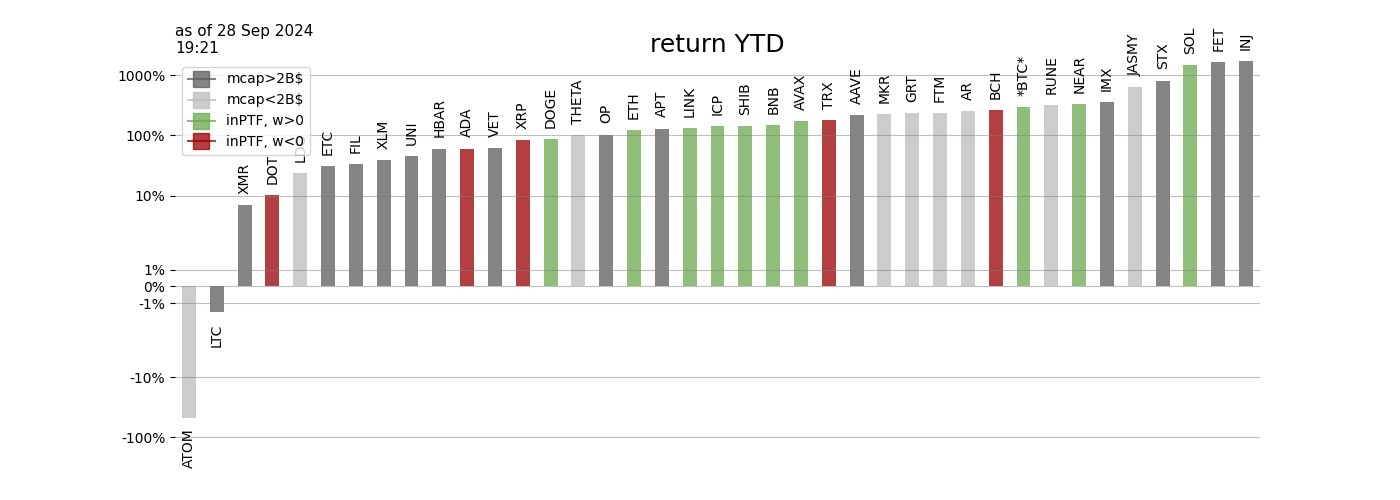 as of 28 Sep 2024
19:21
return YTD
mcap>2B$
mcap<2B$
inPTF, w>0
inPTF, w<0
1000%
100%
10%
1%
0%
-1%
-10%
-100%
ATOM
LTC
XMR
DOT
ETC
FIL
XLM
UNI
HBAR
ADA
VET
XRP
DOGE
THETA
OP
ETH
APT
LINK
ICP
SHIB
BNB
AVAX
TRX
AAVE
MKR
GRT
FTM
AR
BCH
*BTC*
RUNE
NEAR
IMX
JASMY
STX
SOL
FET
INJ